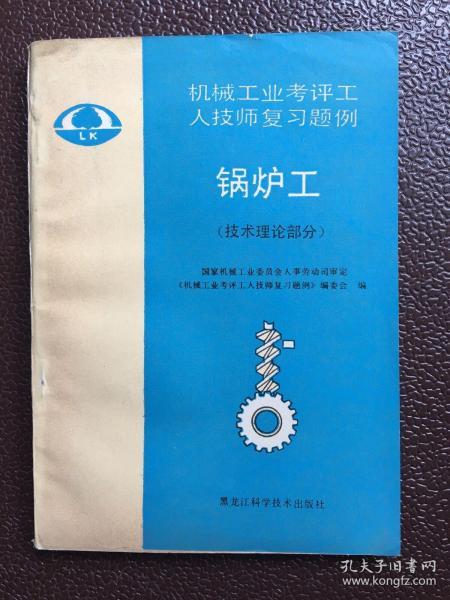 机械工业考评工
人技师复习题例
LK
锅炉工
（技术理论部分）
国家机械工业委员会人事劳动司审定
《机械工业考评工人技师复习题例》编委会 编
黑龙江科学技术出版社
孔夫子旧书网
www.kongfz.com